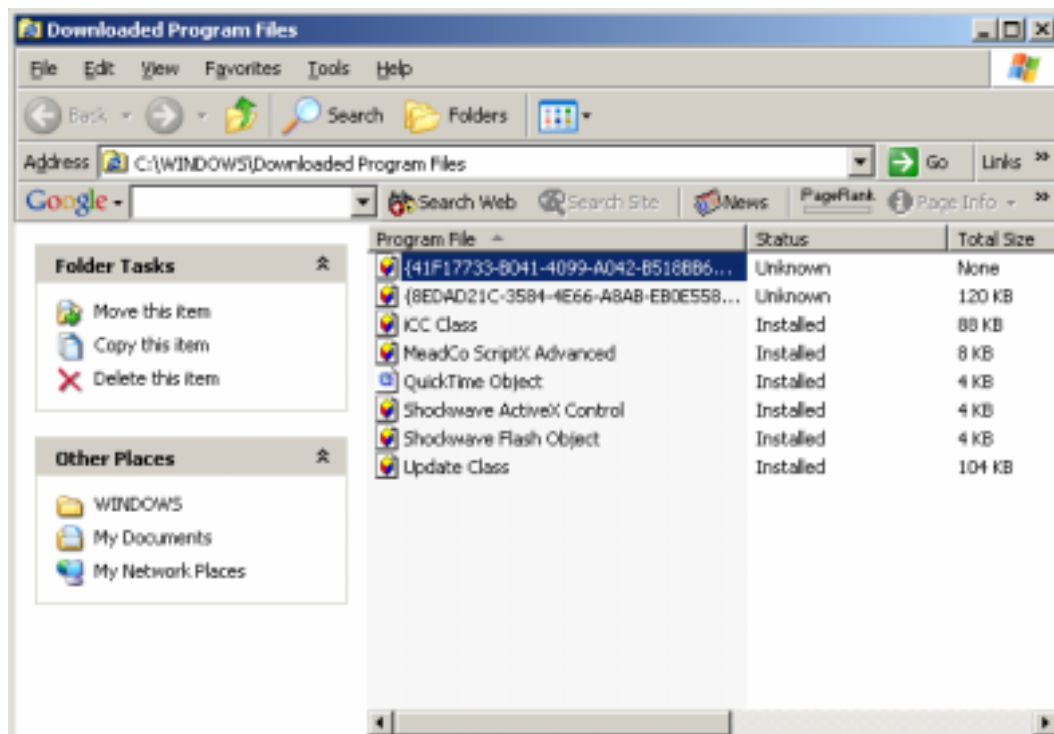 Downloaded Program Files
File Edit View Favorites Tools Help
Back Search Folders
Address C:\WINDOWS\Downloaded Program Files Go Links »
Google Search Web Search Site News PageRank Page Info »
Program File Status Total Size
Folder Tasks
Move this item
Copy this item
Delete this item
Other Places
WINDOWS
My Documents
My Network Places
{41F17733-B041-4099-A042-B518BB6... Unknown None
{8EDAD21C-3584-4E66-A8AB-EB0E558... Unknown 120 KB
iCC Class Installed 88 KB
MeadCo ScriptX Advanced Installed 8 KB
QuickTime Object Installed 4 KB
Shockwave ActiveX Control Installed 4 KB
Shockwave Flash Object Installed 4 KB
Update Class Installed 104 KB